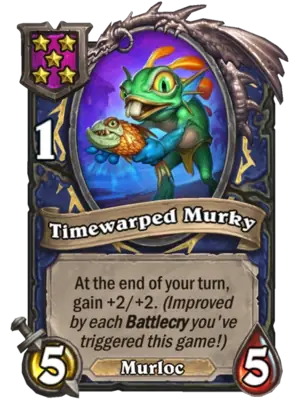 1
Timewarped Murky
At the end of your turn,
gain +2/+2. (Improved
by each Battlecry you've
triggered this game!)
5
Murloc
5